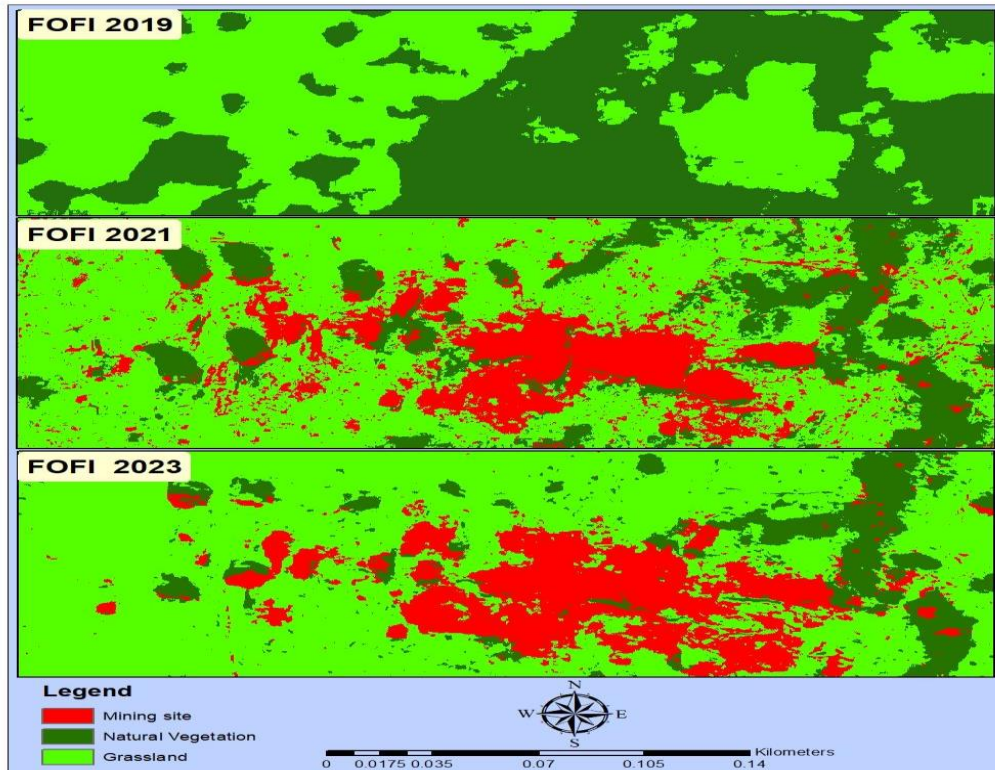 FOFI 2019
FOFI 2021
FOFI 2023
Legend
Mining site
Natural Vegetation
Grassland
N
W E
S
Kilometers
0 0.0175 0.035 0.07 0.105 0.14